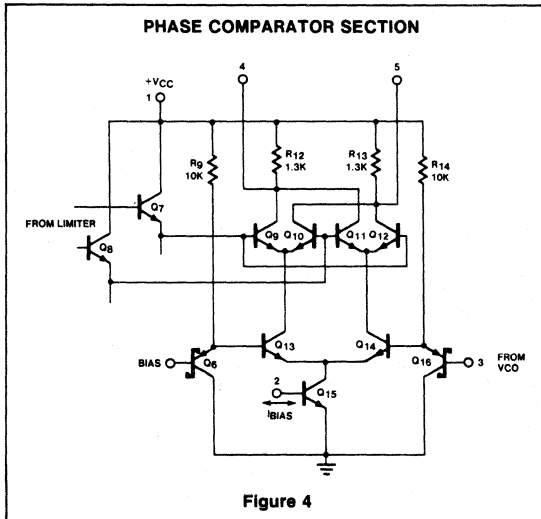 PHASE COMPARATOR SECTION
4
5
+VCC
1
R9
10K
R12
1.3K
R13
1.3K
R14
10K
Q7
FROM LIMITER
Q8
Q9
Q10
Q11
Q12
Q13
Q14
BIAS
Q6
Q16
3
FROM
VCO
2
IBIAS
Q15
Figure 4